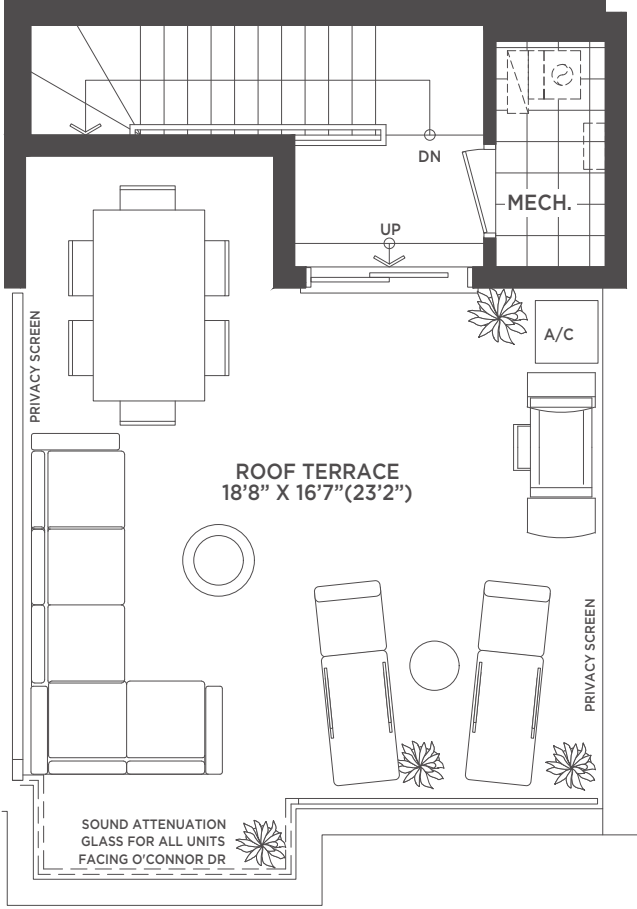 DN
MECH.
UP
PRIVACY SCREEN
A/C
ROOF TERRACE
18’8” X 16’7”(23’2”)
PRIVACY SCREEN
SOUND ATTENUATION
GLASS FOR ALL UNITS
FACING O'CONNOR DR